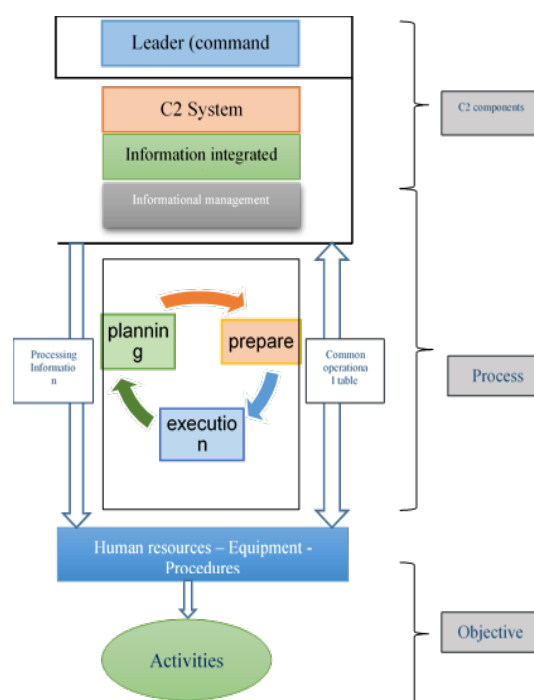 Leader (command
C2 System
C2 components
Information integrated
Informational management
plannin
g
prepare
Processing
Informatio
n
Common
operationa
l table
Process
executio
n
Human resources – Equipment -
Procedures
Objective
Activities